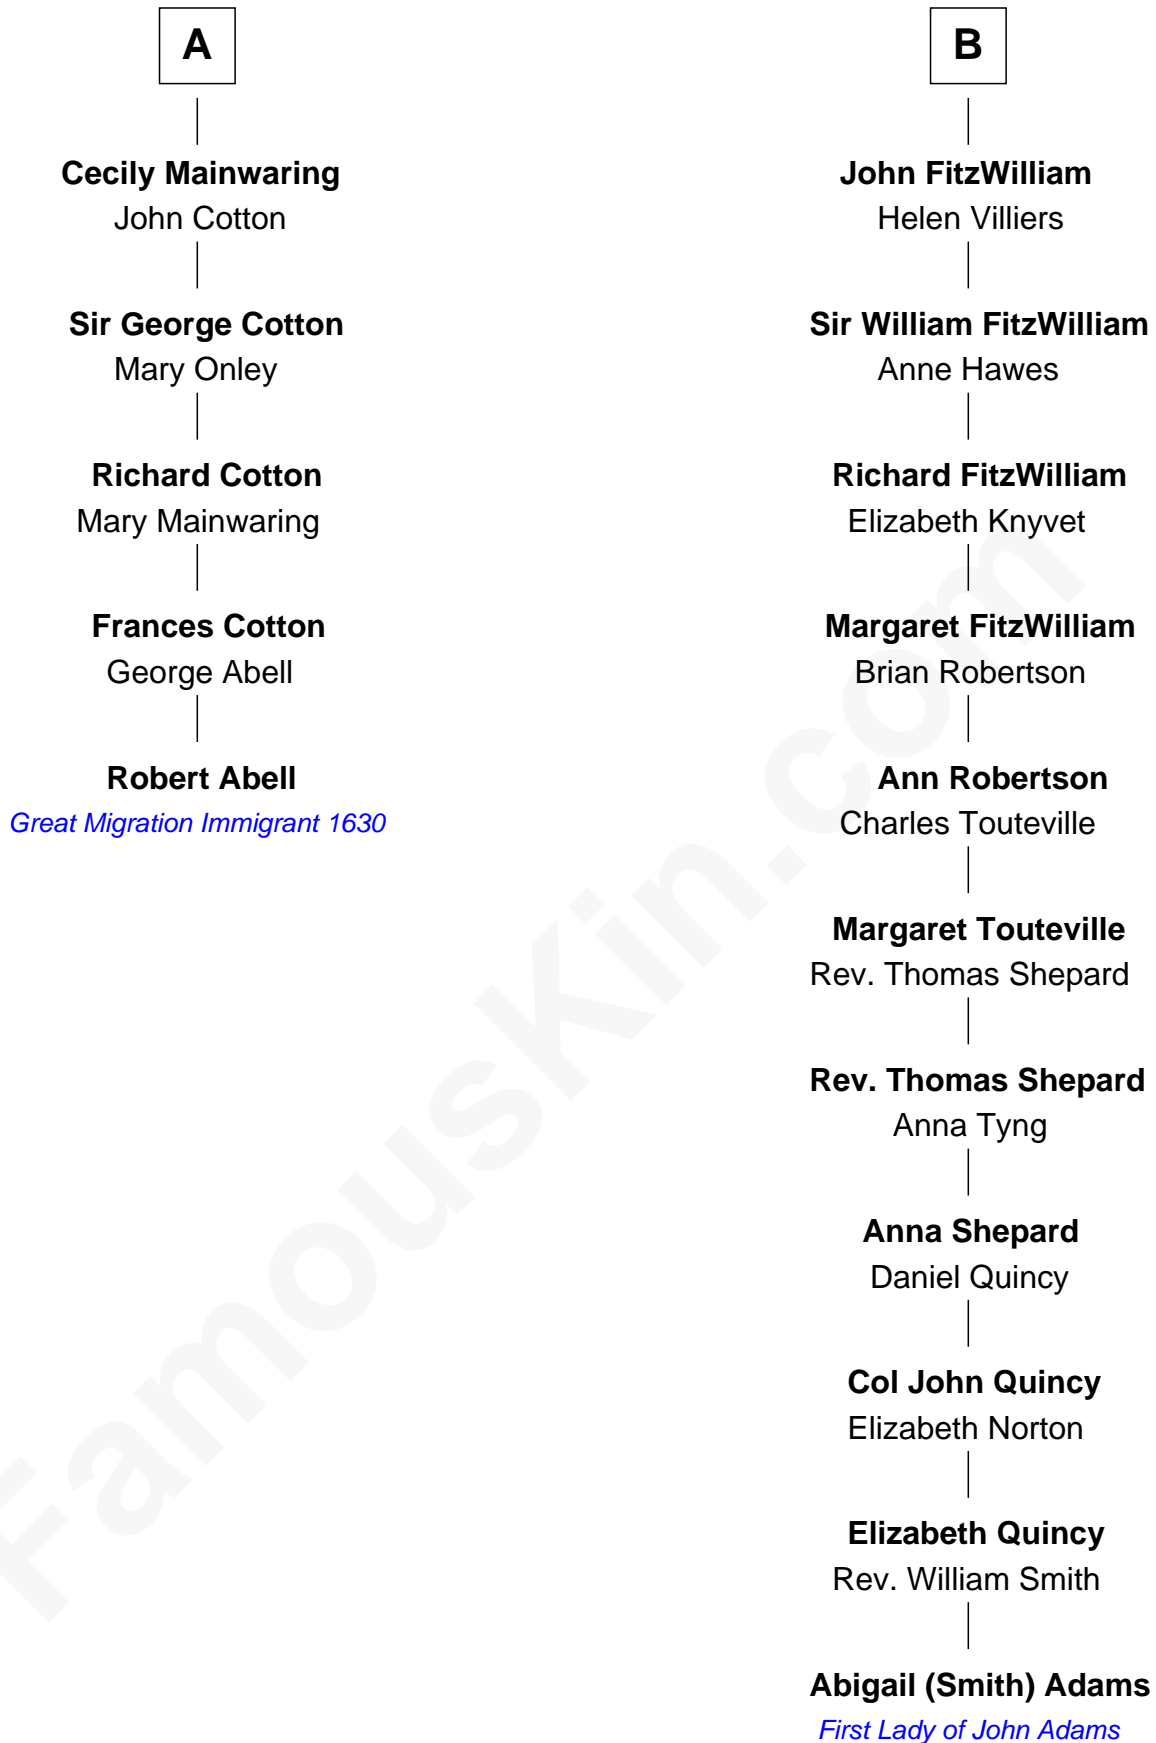 A
Cecily Mainwaring
John Cotton
Sir George Cotton
Mary Onley
Richard Cotton
Mary Mainwaring
Frances Cotton
George Abell
Robert Abell
Great Migration Immigrant 1630
B
John FitzWilliam
Helen Villiers
Sir William FitzWilliam
Anne Hawes
Richard FitzWilliam
Elizabeth Knyvet
Margaret FitzWilliam
Brian Robertson
Ann Robertson
Charles Touteville
Margaret Touteville
Rev. Thomas Shepard
Rev. Thomas Shepard
Anna Tyng
Anna Shepard
Daniel Quincy
Col John Quincy
Elizabeth Norton
Elizabeth Quincy
Rev. William Smith
Abigail (Smith) Adams
First Lady of John Adams
FamousKin.com